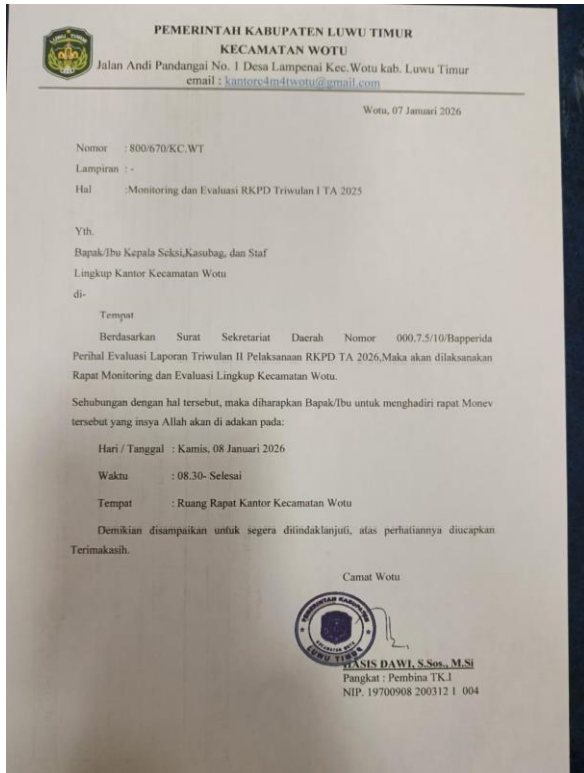 PEMERINTAH KABUPATEN LUWU TIMUR
KECAMATAN WOTU
Jalan Andi Pandangai No. 1 Desa Lampenai Kec.Wotu kab. Luwu Timur
email : kantorc4m4twotu@gmail.com
Wotu, 07 Januari 2026
Nomor : 800/670/KC.WT
Lampiran : -
Hal :Monitoring dan Evaluasi RKPD Triwulan I TA 2025
Yth.
Bapak/Ibu Kepala Seksi,Kasubag, dan Staf
Lingkup Kantor Kecamatan Wotu
di-
Tempat
Berdasarkan Surat Sekretariat Daerah Nomor 000.7.5/10/Bapperida
Perihal Evaluasi Laporan Triwulan II Pelaksanaan RKPD TA 2026,Maka akan dilaksanakan
Rapat Monitoring dan Evaluasi Lingkup Kecamatan Wotu.
Sehubungan dengan hal tersebut, maka diharapkan Bapak/Ibu untuk menghadiri rapat Monev
tersebut yang insya Allah akan di adakan pada:
Hari / Tanggal : Kamis, 08 Januari 2026
Waktu : 08.30- Selesai
Tempat : Ruang Rapat Kantor Kecamatan Wotu
Demikian disampaikan untuk segera ditindaklanjuti, atas perhatiannya diucapkan
Terimakasih.
Camat Wotu
PEMERINTAH KABUPATEN
KECAMATAN WOTU
LUWU TIMUR
HASIS DAWI, S.Sos., M.Si
Pangkat : Pembina TK.I
NIP. 19700908 200312 1 004